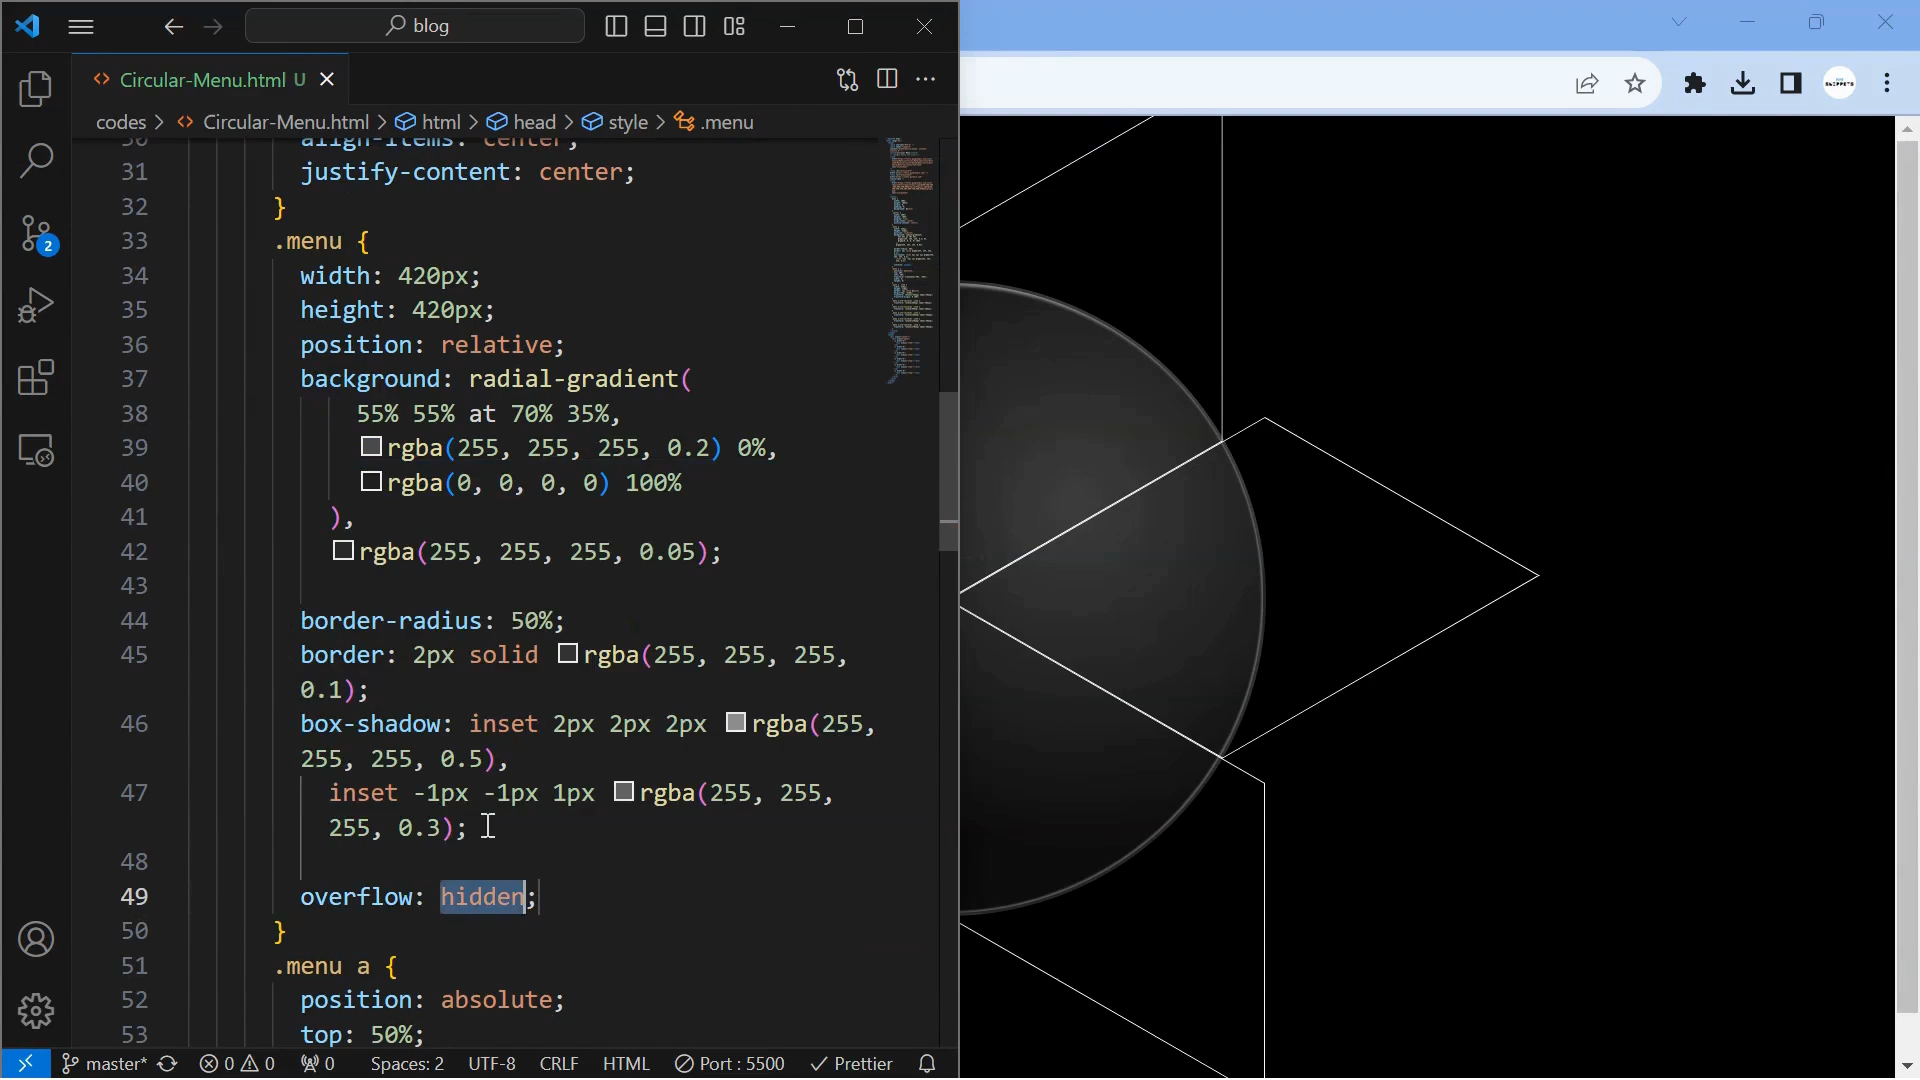 blog
Circular-Menu.html U
codes > Circular-Menu.html > html > head > style > .menu
30 align-items: center;
31 justify-content: center;
32 }
33 .menu {
34 width: 420px;
35 height: 420px;
36 position: relative;
37 background: radial-gradient(
38 55% 55% at 70% 35%,
39 rgba(255, 255, 255, 0.2) 0%,
40 rgba(0, 0, 0, 0) 100%
41 ),
42 rgba(255, 255, 255, 0.05);
43
44 border-radius: 50%;
45 border: 2px solid rgba(255, 255, 255,
0.1);
46 box-shadow: inset 2px 2px 2px rgba(255,
255, 255, 0.5),
47 inset -1px -1px 1px rgba(255, 255,
255, 0.3);
48
49 overflow: hidden;
50 }
51 .menu a {
52 position: absolute;
53 top: 50%;
2
master* 0 0 0 Spaces: 2 UTF-8 CRLF HTML Port : 5500 Prettier